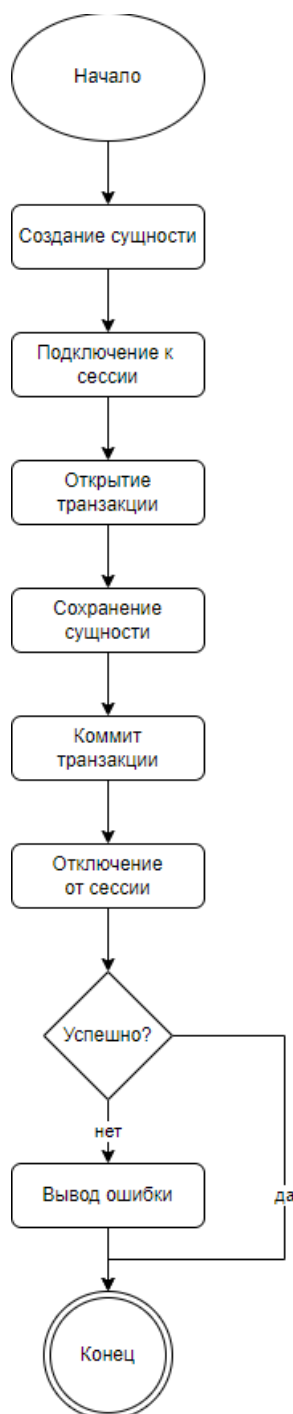 Начало
Создание сущности
Подключение к
сессии
Открытие
транзакции
Сохранение
сущности
Коммит
транзакции
Отключение
от сессии
Успешно?
нет
Вывод ошибки
да
Конец